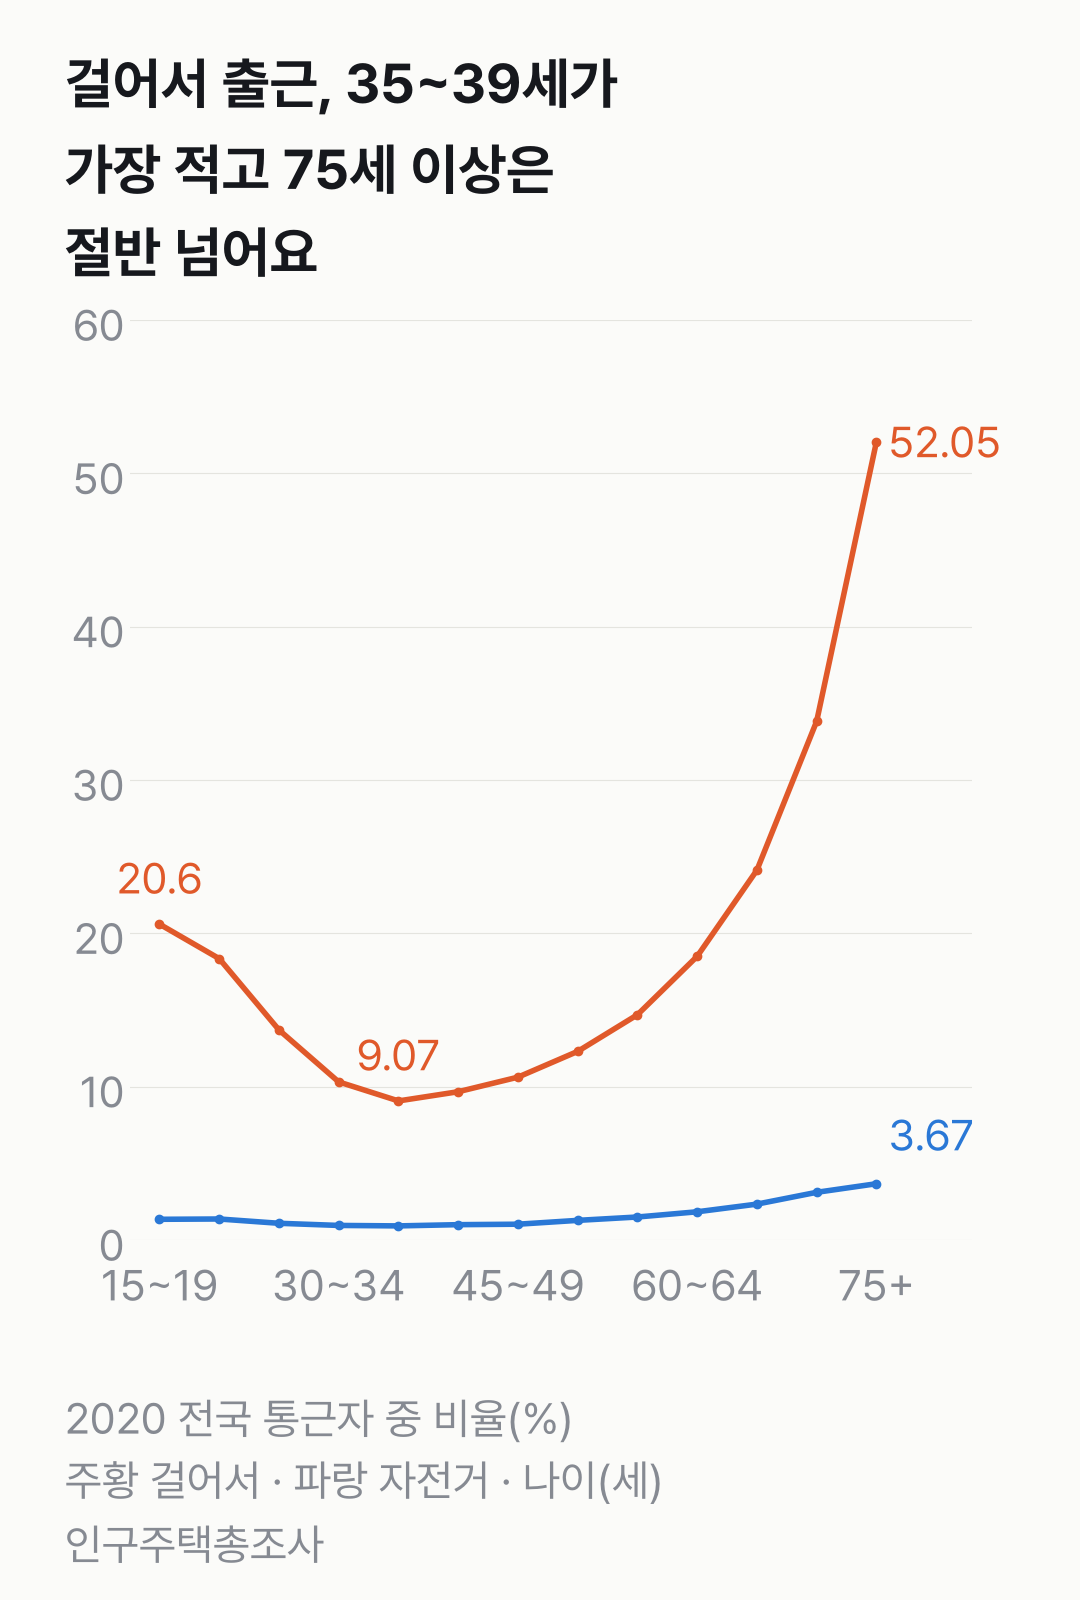 걸어서 출근, 35~39세가
가장 적고 75세 이상은
절반 넘어요
60
50
40
30
20
10
0
52.05
20.6
9.07
3.67
15~19 30~34 45~49 60~64 75+
2020 전국 통근자 중 비율(%)
주황 걸어서 · 파랑 자전거 · 나이(세)
인구주택총조사